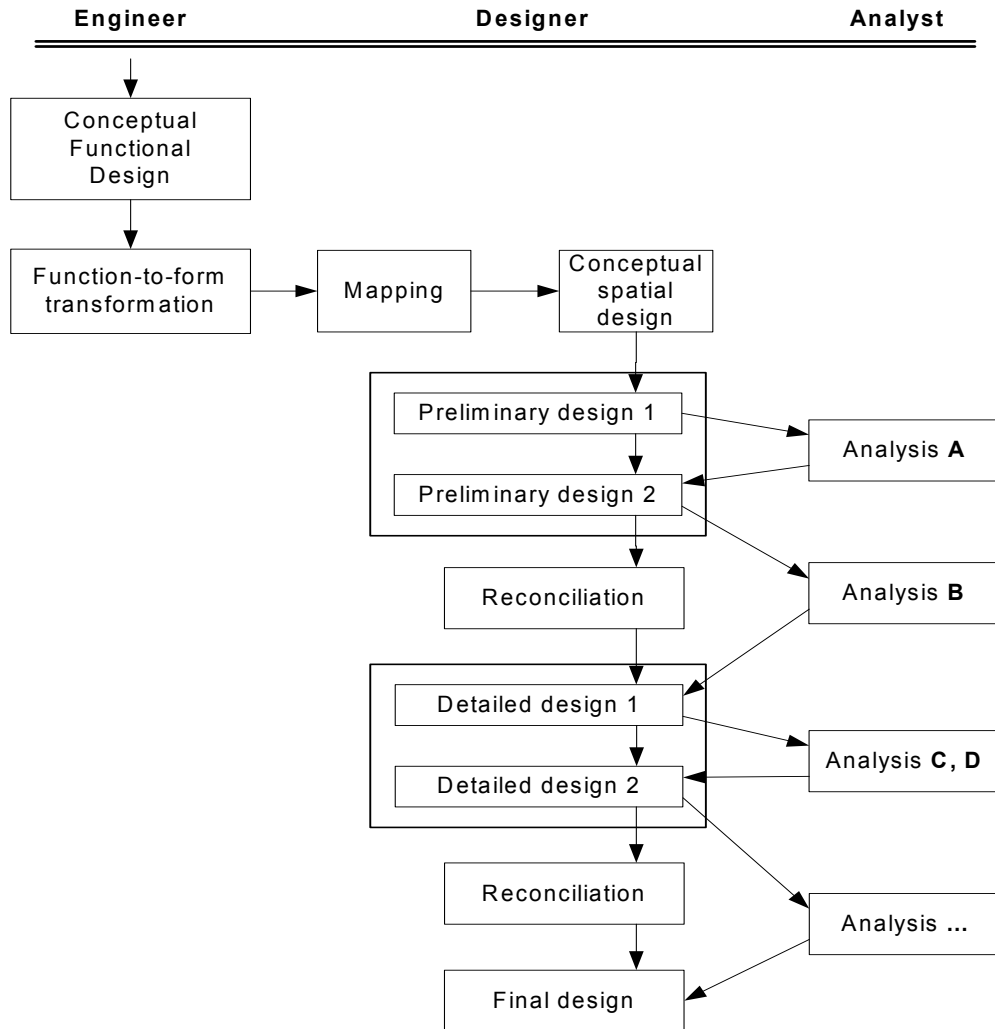 Engineer Designer Analyst
Conceptual
Functional
Design
Function-to-form
transformation
Mapping
Conceptual
spatial
design
Preliminary design 1
Analysis A
Preliminary design 2
Reconciliation
Analysis B
Detailed design 1
Analysis C, D
Detailed design 2
Reconciliation
Analysis ...
Final design